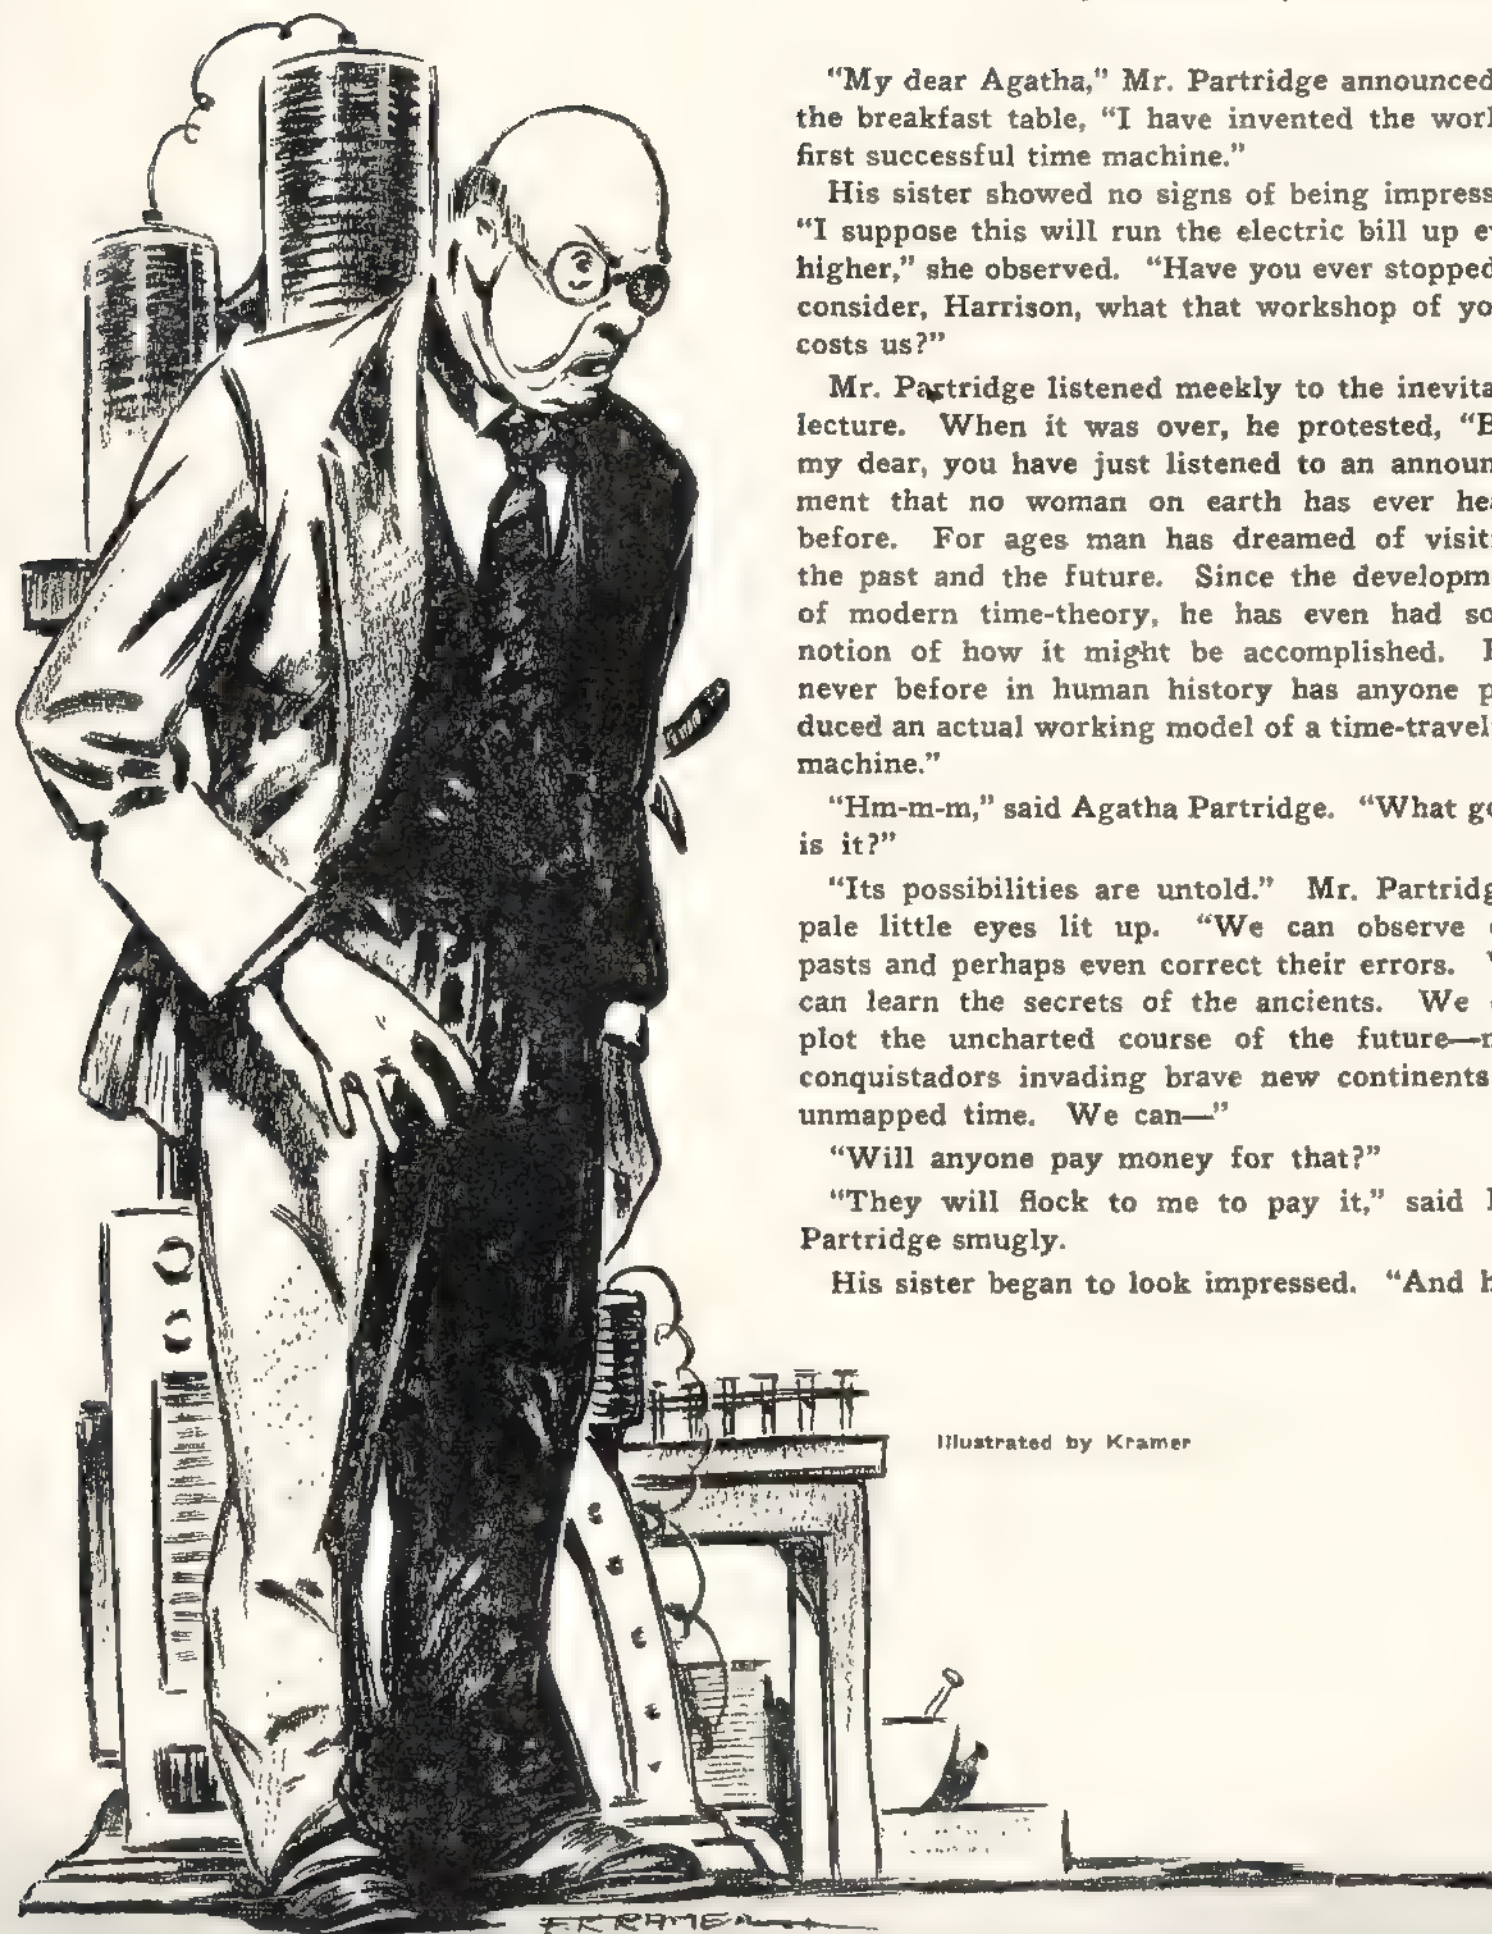 “My dear Agatha,” Mr. Partridge announced
the breakfast table, “I have invented the worl
first successful time machine.”
His sister showed no signs of being impress
“I suppose this will run the electric bill up e
higher,” she observed. “Have you ever stopped
consider, Harrison, what that workshop of yo
costs us?”
Mr. Partridge listened meekly to the inevita
lecture. When it was over, he protested, “B
my dear, you have just listened to an announ
ment that no woman on earth has ever hea
before. For ages man has dreamed of visit
the past and the future. Since the developm
of modern time-theory, he has even had so
notion of how it might be accomplished.
never before in human history has anyone p
duced an actual working model of a time-travel
machine.”
“Hm-m-m,” said Agatha Partridge. “What go
is it?”
“Its possibilities are untold.” Mr. Partridg
pale little eyes lit up. “We can observe
pasts and perhaps even correct their errors.
can learn the secrets of the ancients. We
plot the uncharted course of the future—n
conquistadors invading brave new continents
unmapped time. We can—”
“Will anyone pay money for that?”
“They will flock to me to pay it,” said
Partridge smugly.
His sister began to look impressed. “And h
Illustrated by Kramer
F. KRAMER